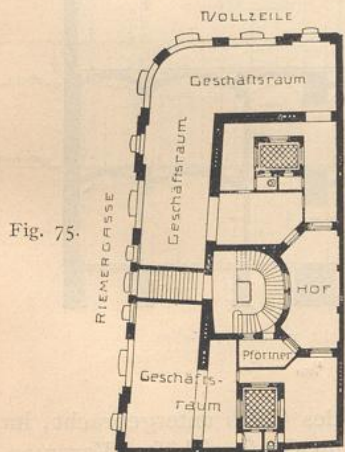 WOLLZEILE
Geschäftsraum
Geschäftsraum
RIEMERGASSE
Fig. 75.
HOF
Pförtner
Geschäfts-
raum